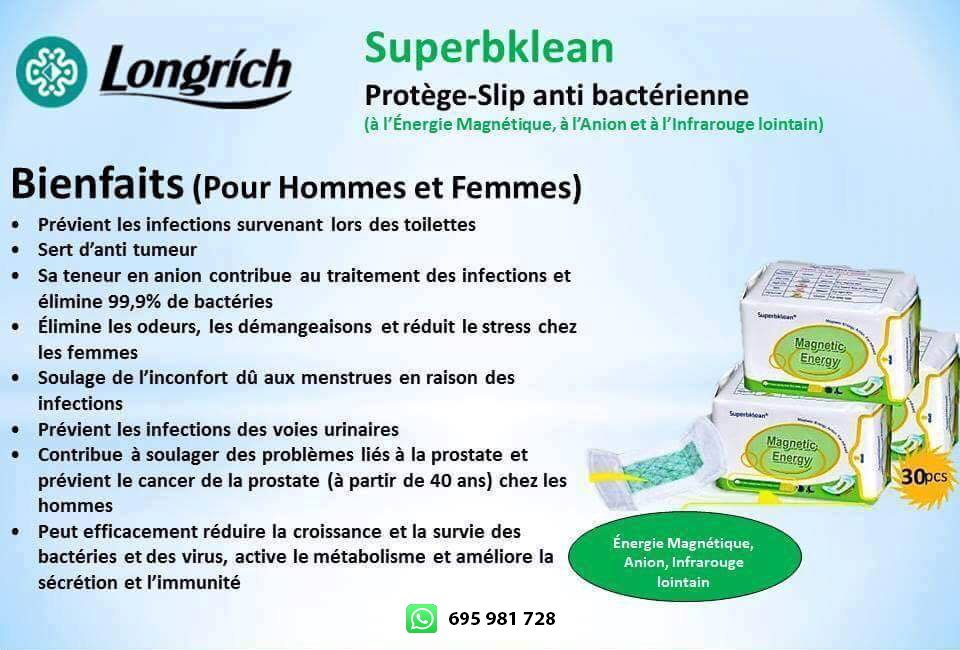 Longrích
Superbklean
Protège-Slip anti bactérienne
(à l'Énergie Magnétique, à l'Anion et à l'Infrarouge lointain)
Bienfaits (Pour Hommes et Femmes)
• Prévient les infections survenant lors des toilettes
• Sert d'anti tumeur
• Sa teneur en anion contribue au traitement des infections et
élimine 99,9% de bactéries
• Élimine les odeurs, les démangeaisons et réduit le stress chez
les femmes
• Soulage de l'inconfort dû aux menstrues en raison des
infections
• Prévient les infections des voies urinaires
• Contribue à soulager des problèmes liés à la prostate et
prévient le cancer de la prostate (à partir de 40 ans) chez les
hommes
• Peut efficacement réduire la croissance et la survie des
bactéries et des virus, active le métabolisme et améliore la
sécrétion et l'immunité
Superbklean®
Magnetic
Energy
Superbklean®
Magnetic
Energy
30pcs
Énergie Magnétique,
Anion, Infrarouge
lointain
695 981 728